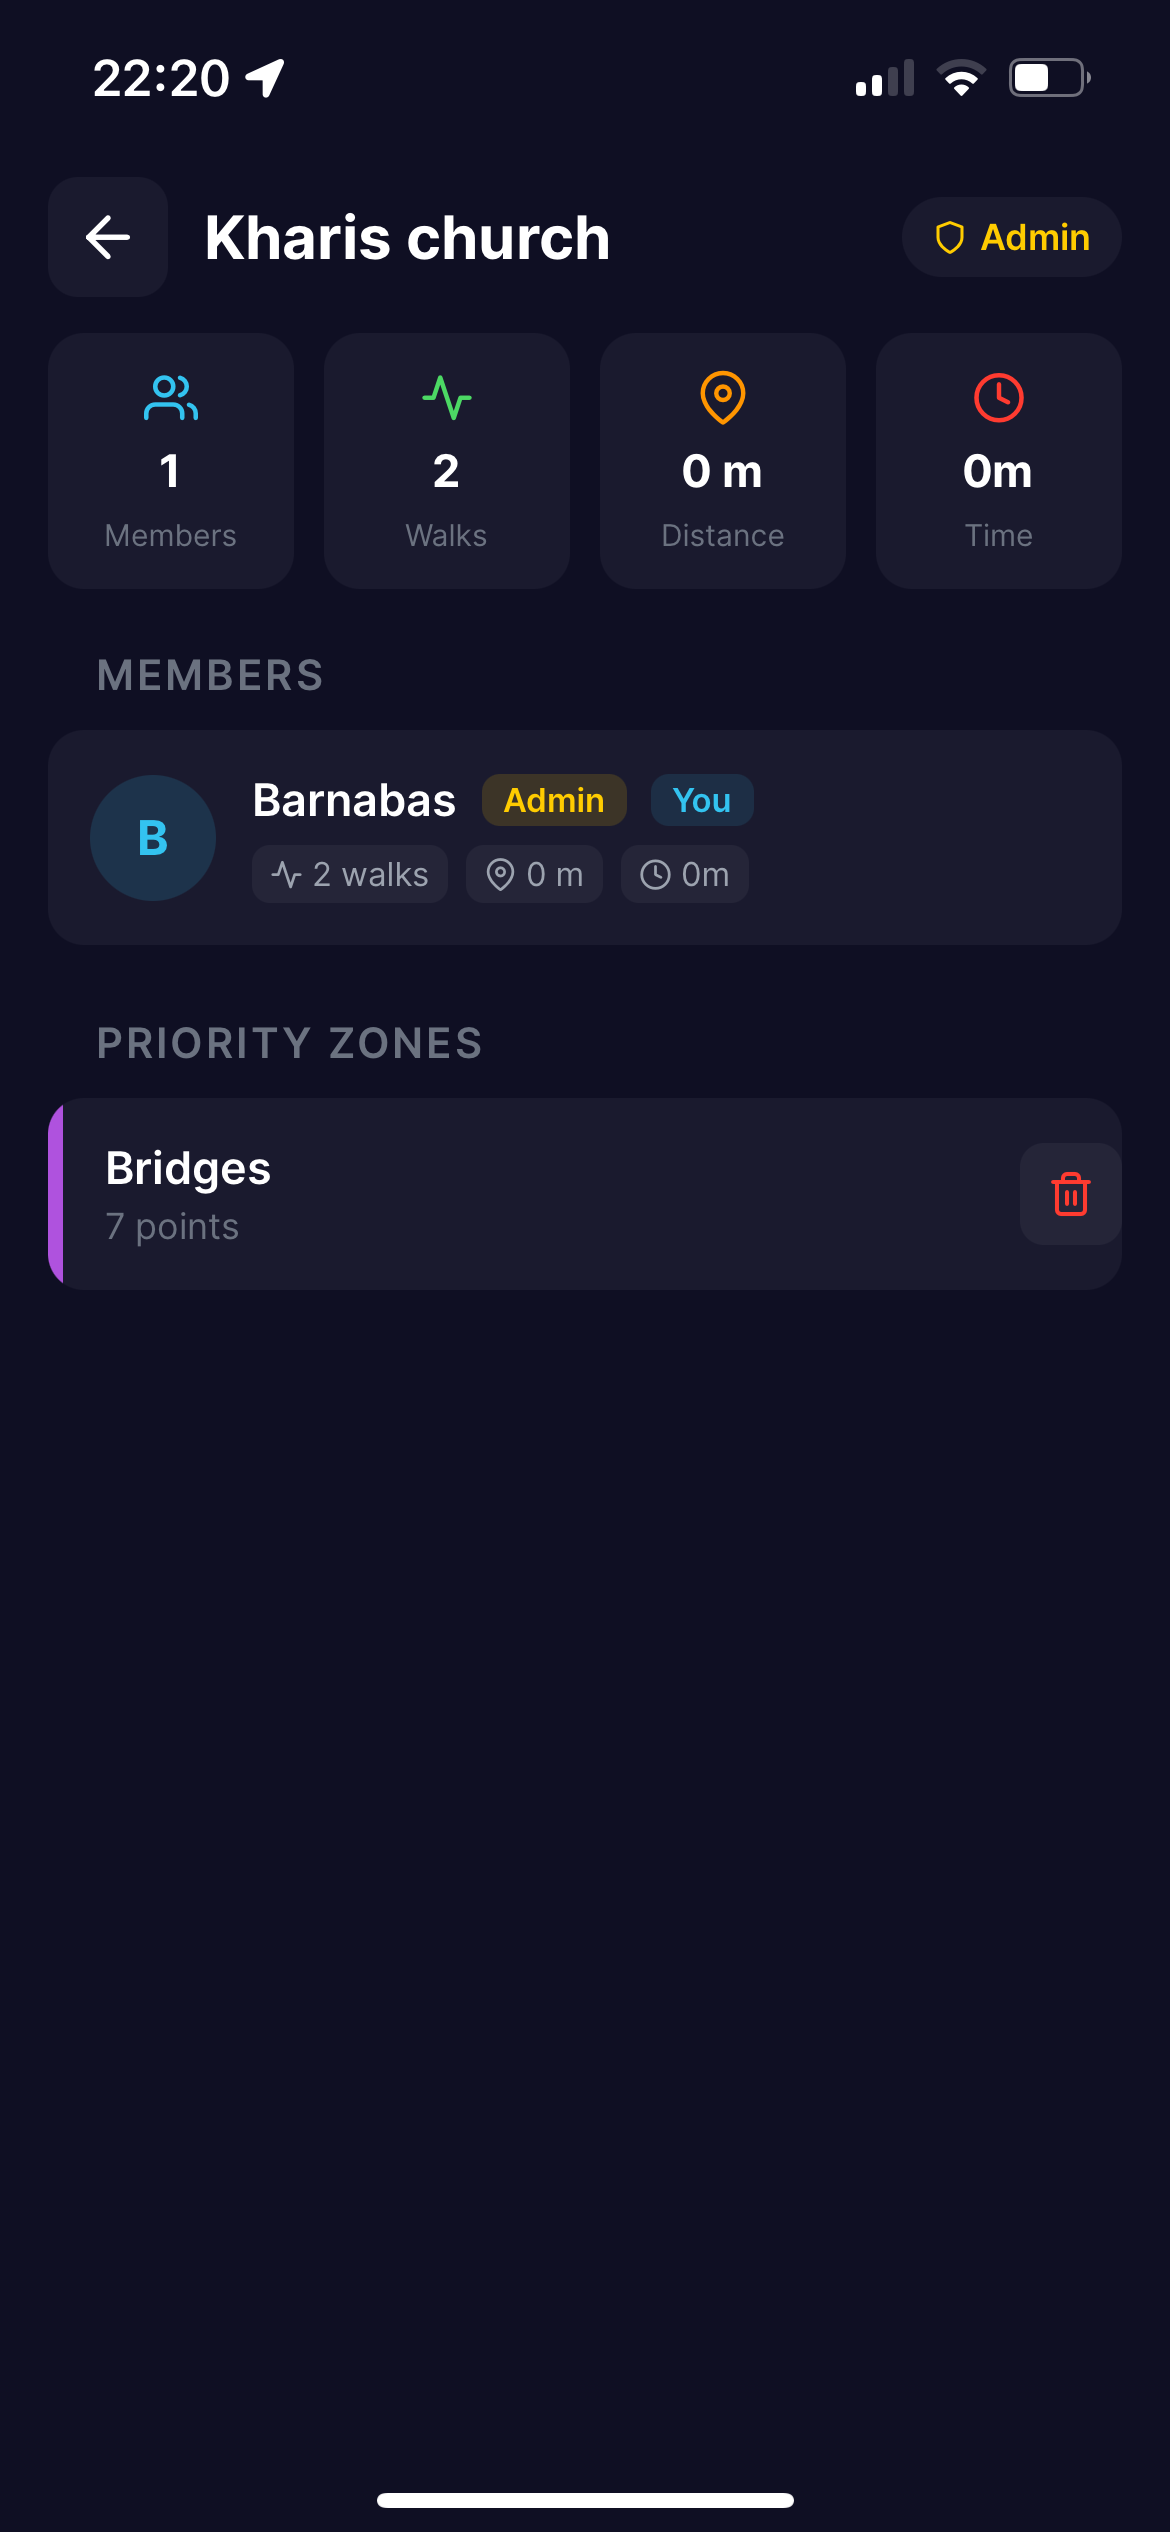 22:20
Kharis church
Admin
1
Members
2
Walks
0 m
Distance
0m
Time
MEMBERS
B
Barnabas Admin You
2 walks 0 m 0m
PRIORITY ZONES
Bridges
7 points